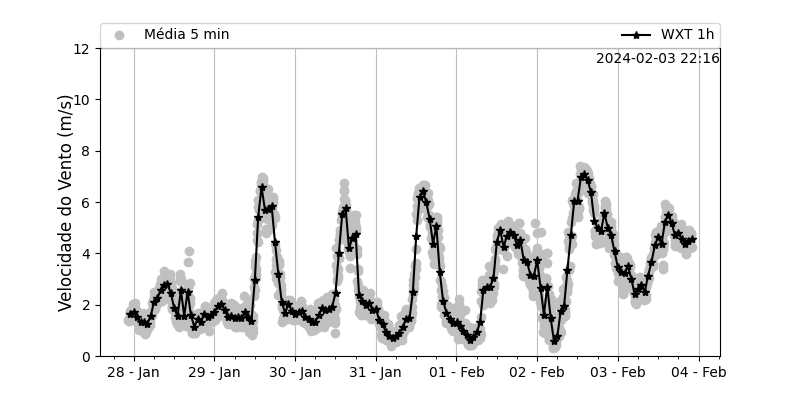 Média 5 min
WXT 1h
2024-02-03 22:16
Velocidade do Vento (m/s)
12
10
8
6
4
2
0
28 - Jan 29 - Jan 30 - Jan 31 - Jan 01 - Feb 02 - Feb 03 - Feb 04 - Feb